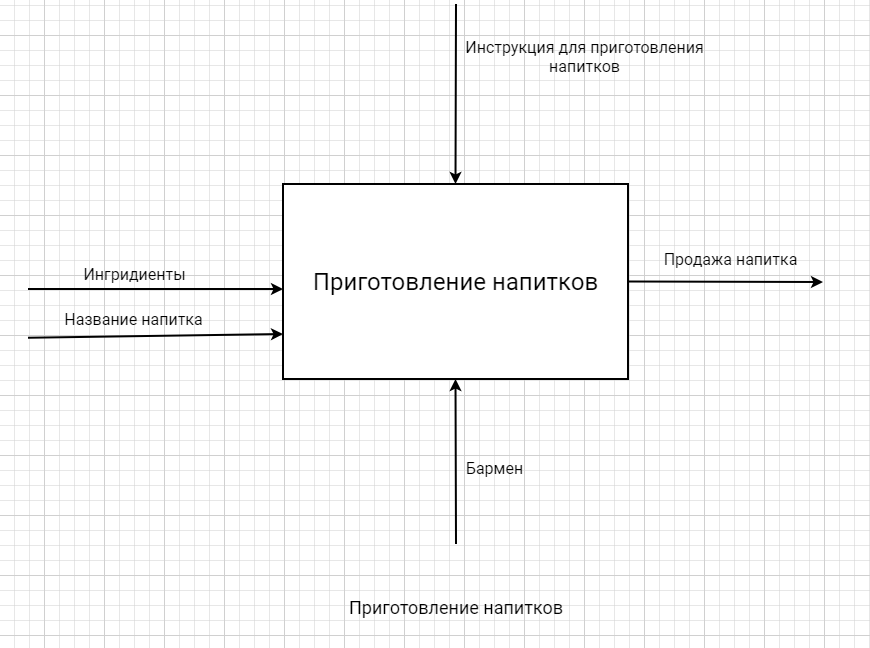 Инструкция для приготовления
напитков
Ингридиенты
Приготовление напитков
Продажа напитка
Название напитка
Бармен
Приготовление напитков